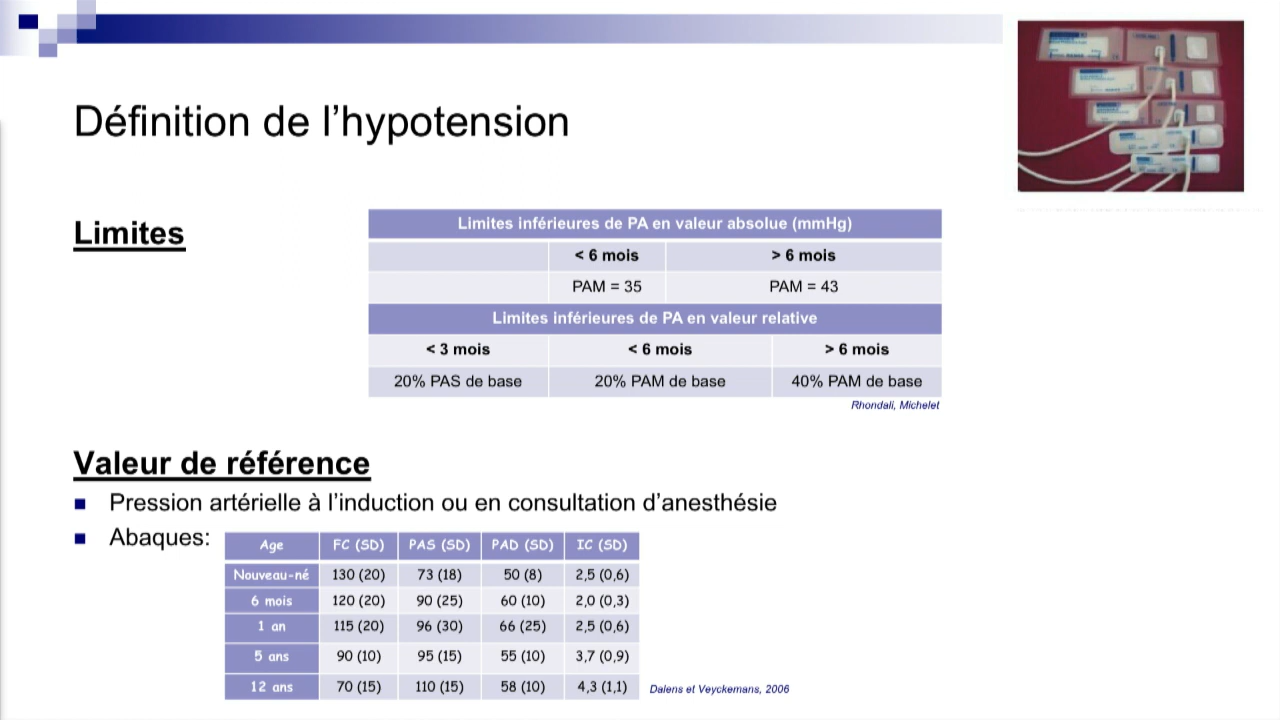 Définition de l'hypotension
Limites
Limites inférieures de PA en valeur absolue (mmHg)
< 6 mois > 6 mois
PAM = 35 PAM = 43
Limites inférieures de PA en valeur relative
< 3 mois < 6 mois > 6 mois
20% PAS de base 20% PAM de base 40% PAM de base
Rhondali, Michelet
Valeur de référence
Pression artérielle à l'induction ou en consultation d'anesthésie
Abaques:
Age FC (SD) PAS (SD) PAD (SD) IC (SD)
Nouveau-né 130 (20) 73 (18) 50 (8) 2,5 (0,6)
6 mois 120 (20) 90 (25) 60 (10) 2,0 (0,3)
1 an 115 (20) 96 (30) 66 (25) 2,5 (0,6)
5 ans 90 (10) 95 (15) 55 (10) 3,7 (0,9)
12 ans 70 (15) 110 (15) 58 (10) 4,3 (1,1)
Dalens et Veyckemans, 2006